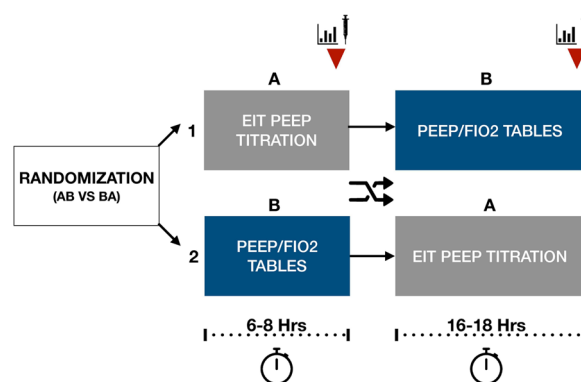 A
B
1
EIT PEEP
TITRATION
PEEP/FIO2 TABLES
RANDOMIZATION
(AB VS BA)
B
A
2
PEEP/FIO2
TABLES
EIT PEEP TITRATION
6-8 Hrs
16-18 Hrs